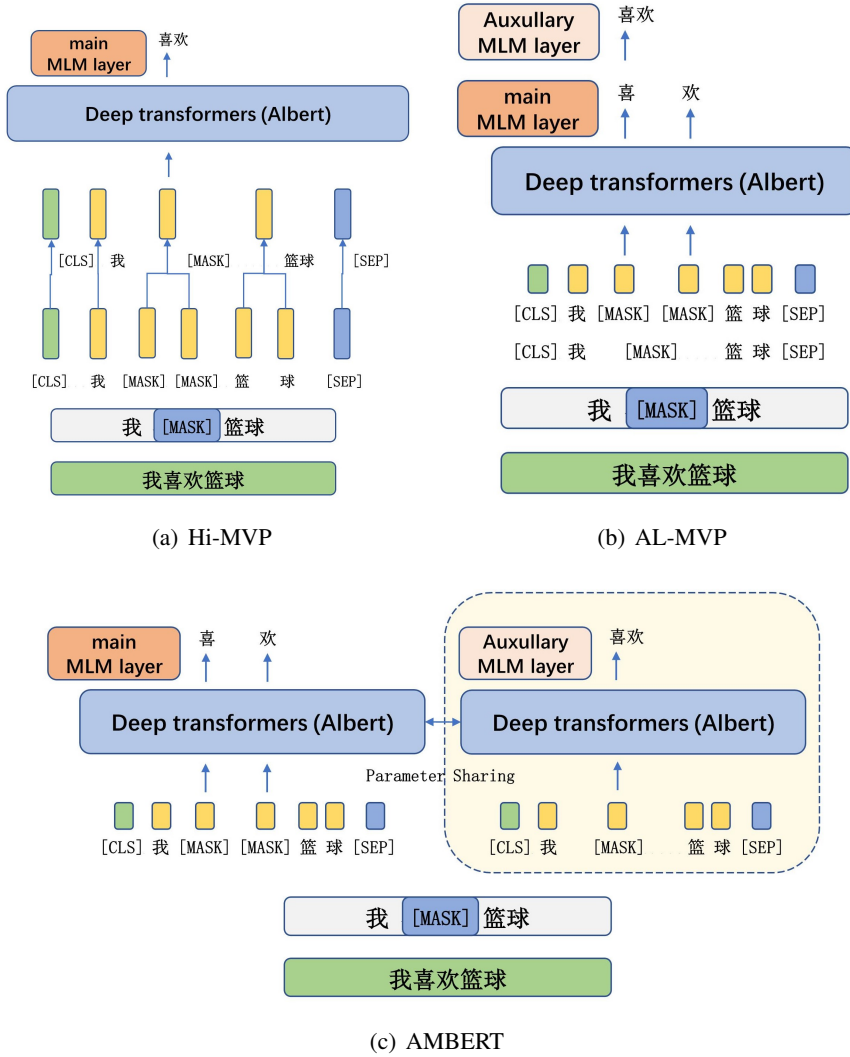 main
MLM layer
喜欢
Deep transformers (Albert)
[CLS] 我 [MASK] 篮球 [SEP]
[CLS] 我 [MASK] [MASK] 篮 球 [SEP]
我 [MASK] 篮球
我喜欢篮球
(a) Hi-MVP
Auxullary
MLM layer
喜欢
main
MLM layer
喜 欢
Deep transformers (Albert)
[CLS] 我 [MASK] [MASK] 篮 球 [SEP]
[CLS] 我 [MASK] 篮 球 [SEP]
我 [MASK] 篮球
我喜欢篮球
(b) AL-MVP
main
MLM layer
喜 欢
Deep transformers (Albert)
[CLS] 我 [MASK] [MASK] 篮 球 [SEP]
Parameter Sharing
Auxullary
MLM layer
喜欢
Deep transformers (Albert)
[CLS] 我 [MASK] 篮 球 [SEP]
我 [MASK] 篮球
我喜欢篮球
(c) AMBERT